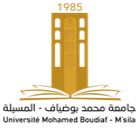 1985
جامعة محمد بوضياف - المسيلة
Université Mohamed Boudiaf - M'sila